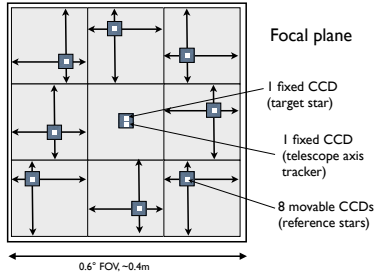 Focal plane
1 fixed CCD
(target star)
1 fixed CCD
(telescope axis
tracker)
8 movable CCDs
(reference stars)
0.6° FOV, ~0.4m